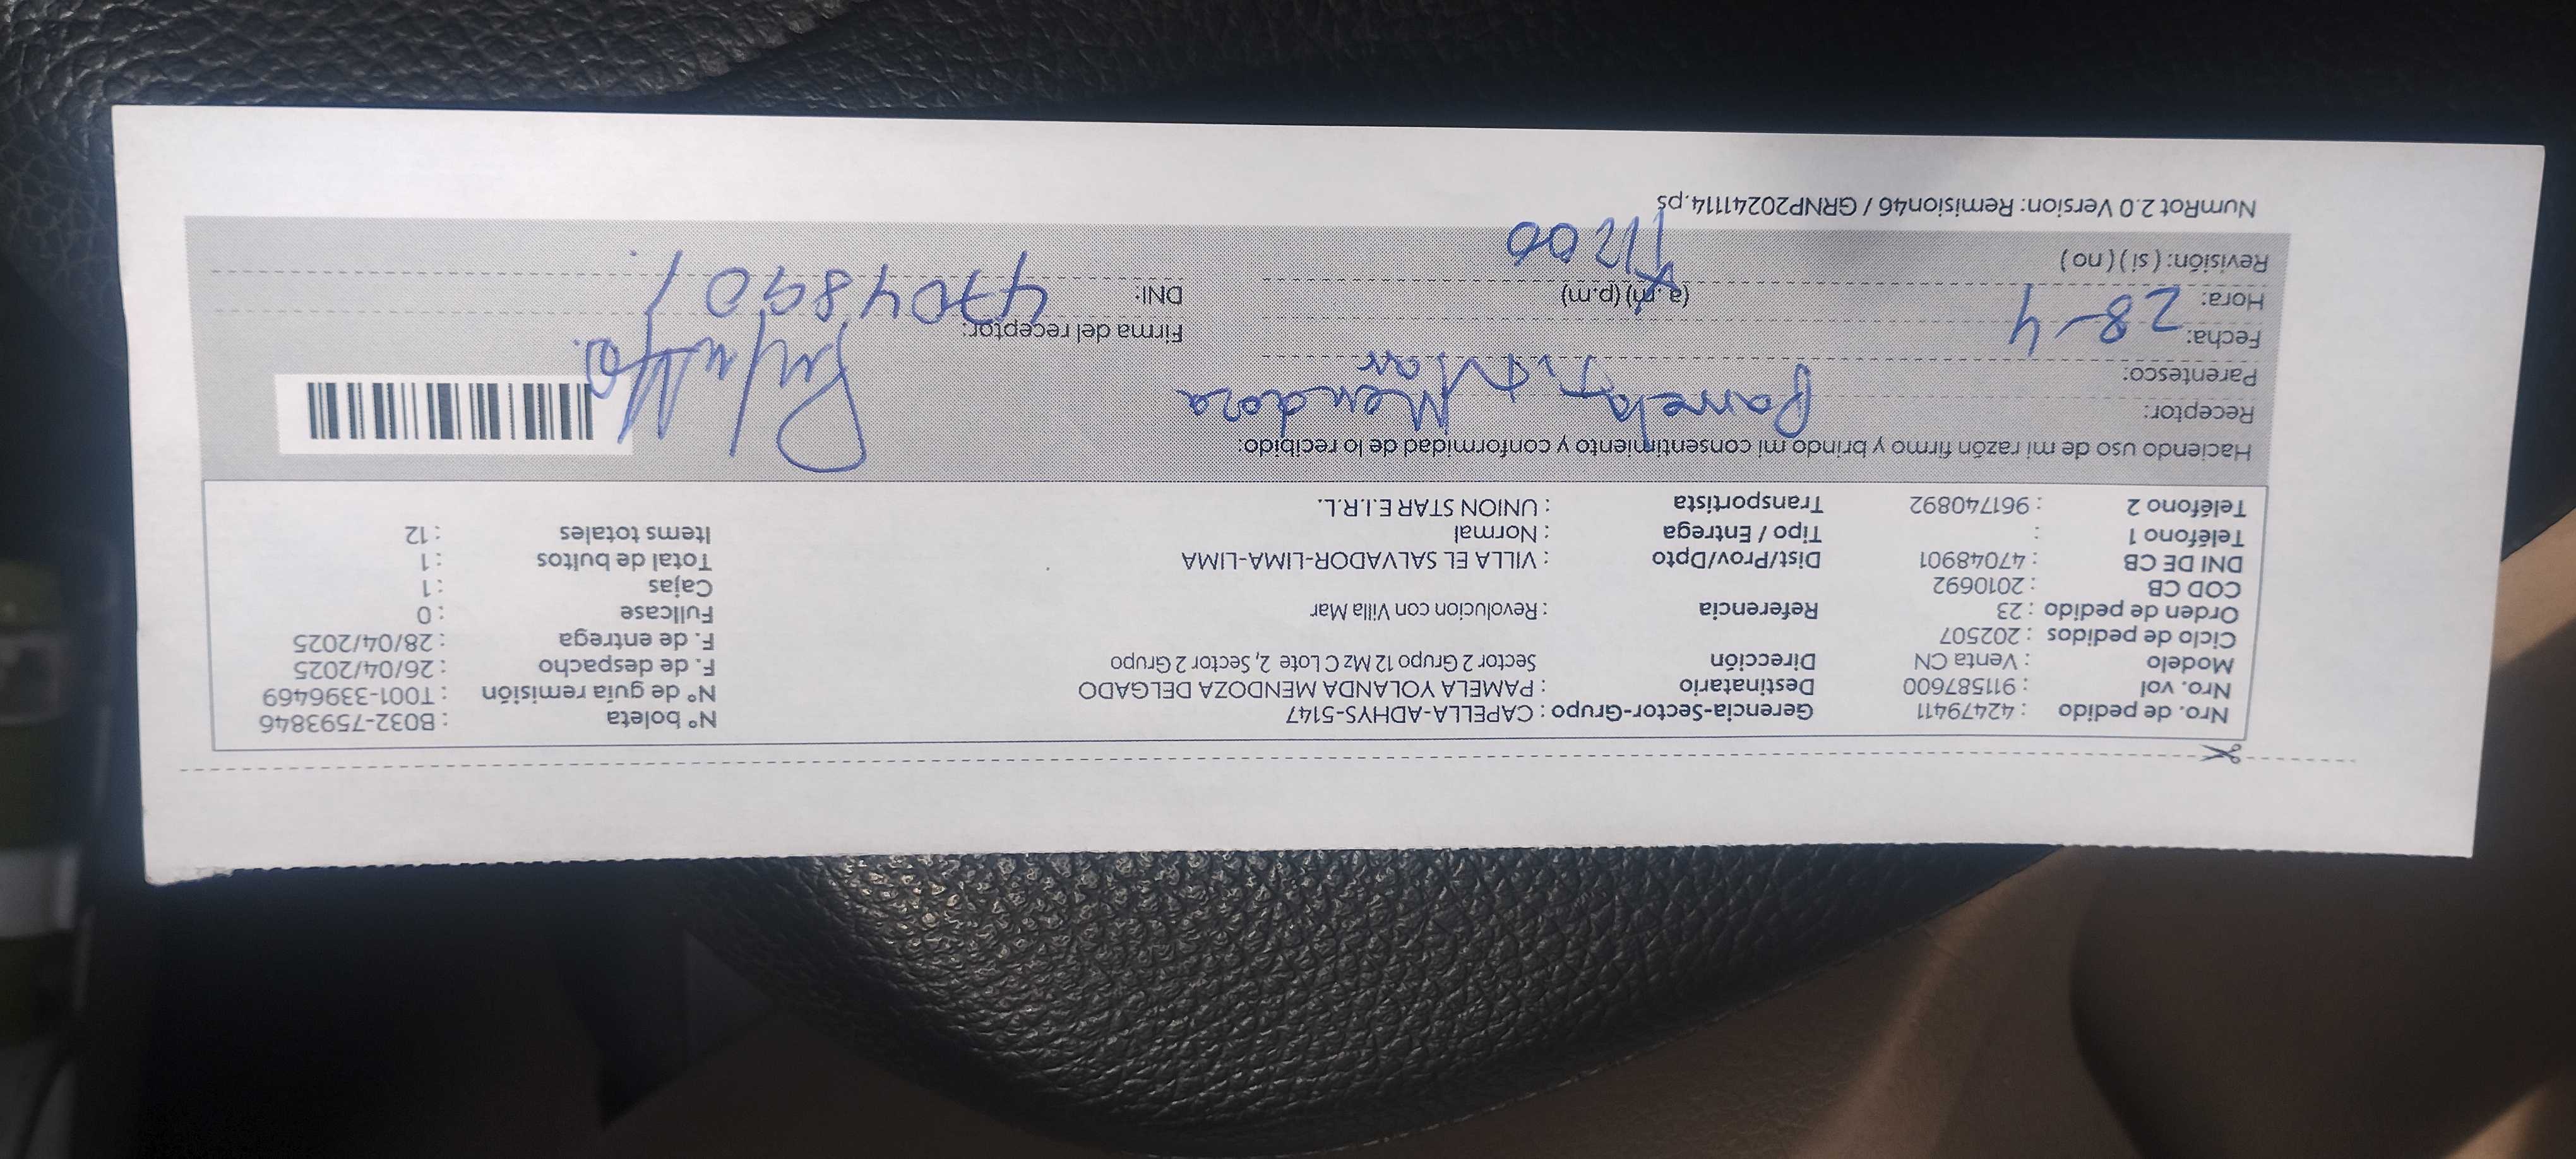 Nro. de pedido : 42479411 Gerencia-Sector-Grupo : CAPELLA-ADHYS-5147 N° boleta : B032-7593846
Nro. vol : 911587600 Destinatario : PAMELA YOLANDA MENDOZA DELGADO N° de guía remisión : T001-3396469
Modelo : Venta CN Dirección Sector 2 Grupo 12 Mz C Lote 2, Sector 2 Grupo F. de despacho : 26/04/2025
Ciclo de pedidos : 202507 F. de entrega : 28/04/2025
Orden de pedido : 23 Referencia : Revolucion con Villa Mar Fullcase : 0
COD CB : 2010692 Cajas : 1
DNI DE CB : 47048901 Dist/Prov/Dpto : VILLA EL SALVADOR-LIMA-LIMA Total de bultos : 1
Teléfono 1 : Tipo / Entrega : Normal Items totales : 12
Teléfono 2 : 961740892 Transportista : UNION STAR E.I.R.L.
Haciendo uso de mi razón firmo y brindo mi consentimiento y conformidad de lo recibido:
Receptor: Pamela Mendoza
Parentesco: Titular
Fecha: 28-4 Firma del receptor:
Hora: (a.m) (p.m) DNI: 47048901
Revisión: ( si ) ( no ) 1200
NumRot 2.0 Version: Remision46 / GRNP20241114.ps